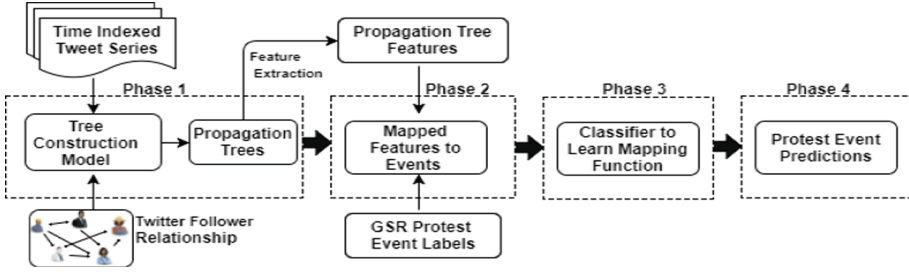 Time Indexed
Tweet Series
Feature
Extraction
Propagation Tree
Features
Phase 1
Phase 2
Phase 3
Phase 4
Tree
Construction
Model
Propagation
Trees
Mapped
Features to
Events
Classifier to
Learn Mapping
Function
Protest Event
Predictions
Twitter Follower
Relationship
GSR Protest
Event Labels